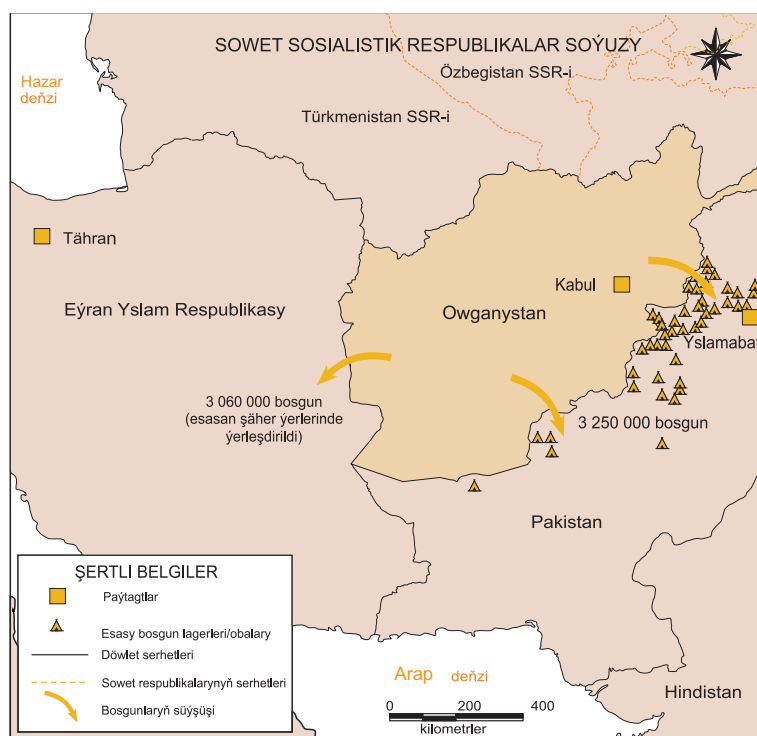 SOWET SOSIALISTIK RESPUBLIKALAR SOÝUZY
Özbegistan SSR-i
Hazar
deňzi
Türkmenistan SSR-i
Tähran
Kabul
Eýran Yslam Respublikasy
Owganystan
Yslamabat
3 060 000 bosgun
(esasan şäher ýerlerinde
ýerleşdirildi)
3 250 000 bosgun
Pakistan
ŞERTLI BELGILER
Paýtagtlar
Esasy bosgun lagerleri/obalary
Döwlet serhetleri
Sowet respublikalarynyň serhetleri
Bosgunlaryň süýşüşi
Arap deňzi
0 200 400
kilometrler
Hindistan